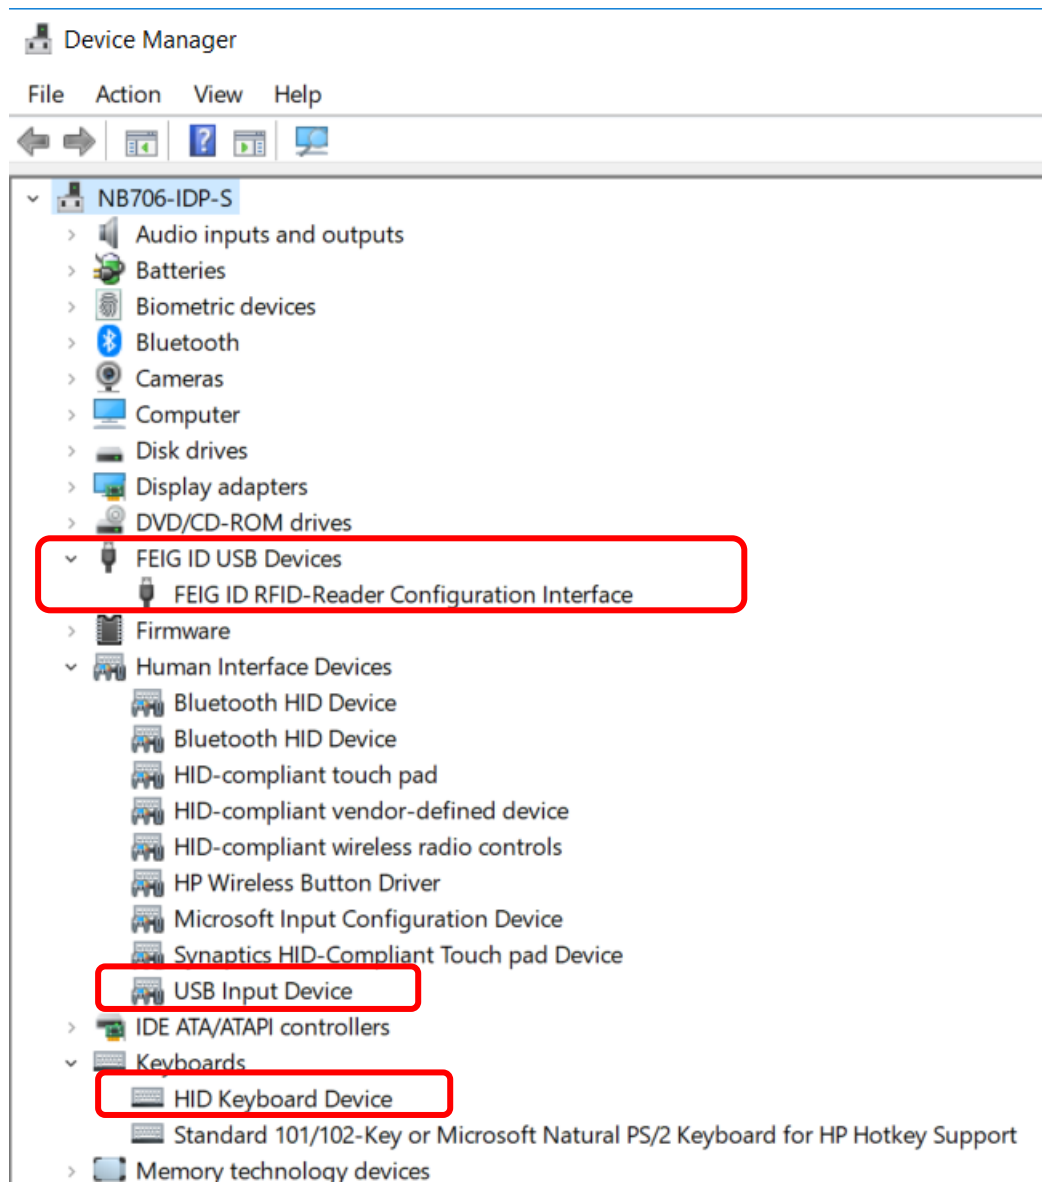 Device Manager
File Action View Help
NB706-IDP-S
Audio inputs and outputs
Batteries
Biometric devices
Bluetooth
Cameras
Computer
Disk drives
Display adapters
DVD/CD-ROM drives
FEIG ID USB Devices
FEIG ID RFID-Reader Configuration Interface
Firmware
Human Interface Devices
Bluetooth HID Device
Bluetooth HID Device
HID-compliant touch pad
HID-compliant vendor-defined device
HID-compliant wireless radio controls
HP Wireless Button Driver
Microsoft Input Configuration Device
Synaptics HID-Compliant Touch pad Device
USB Input Device
IDE ATA/ATAPI controllers
Keyboards
HID Keyboard Device
Standard 101/102-Key or Microsoft Natural PS/2 Keyboard for HP Hotkey Support
Memory technology devices